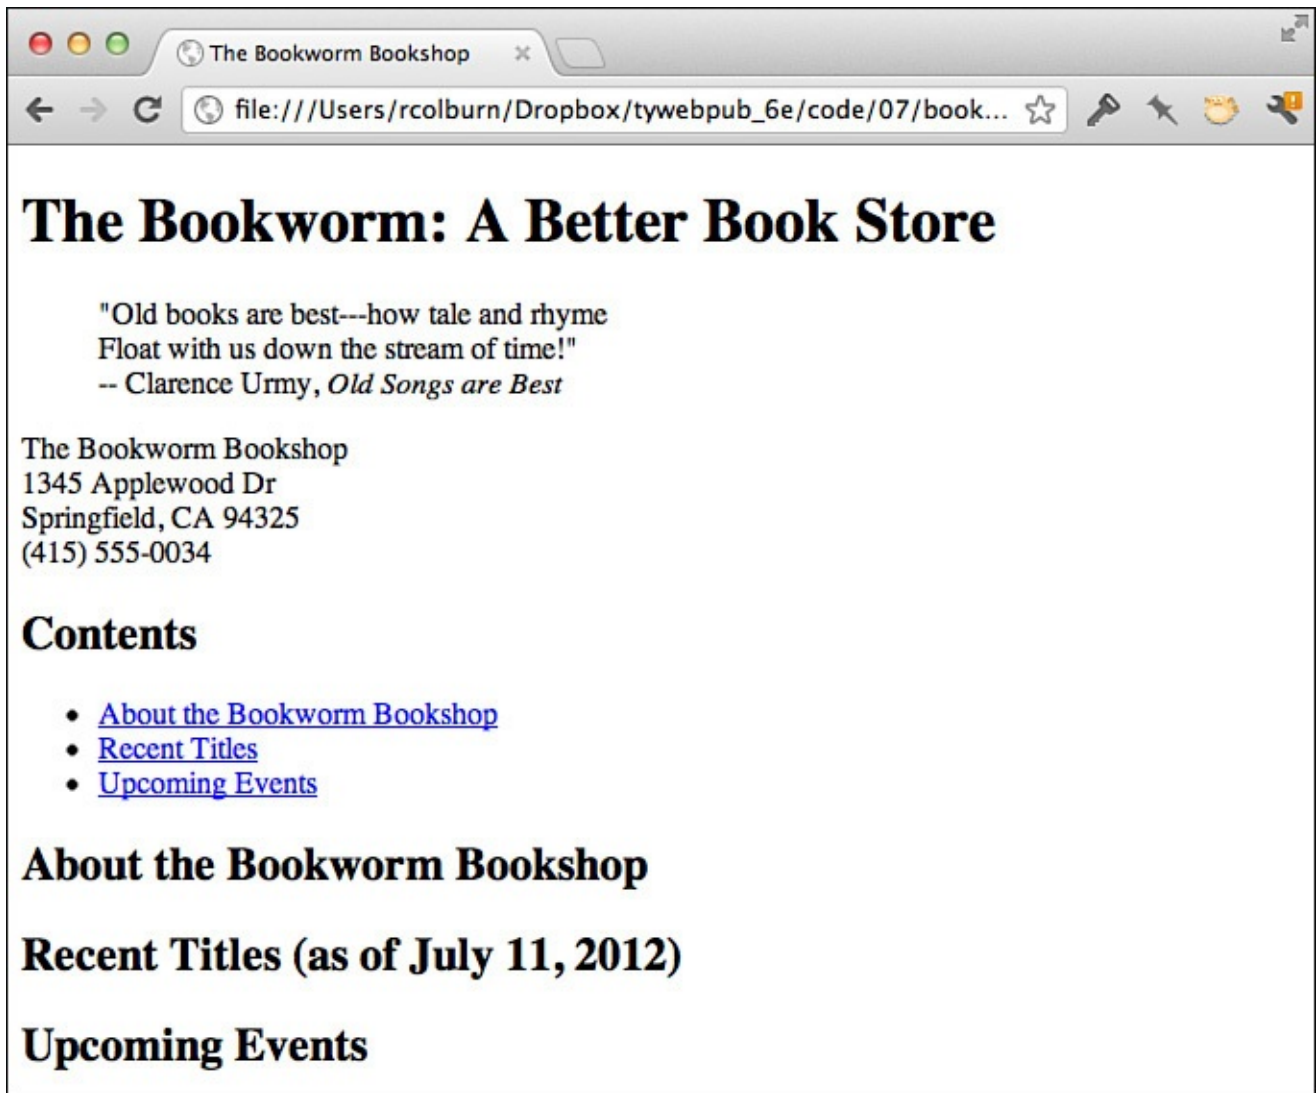 The Bookworm Bookshop
file:///Users/rcolburn/Dropbox/tywebpub_6e/code/07/book...
The Bookworm: A Better Book Store
"Old books are best---how tale and rhyme
Float with us down the stream of time!"
-- Clarence Urmy, Old Songs are Best
The Bookworm Bookshop
1345 Applewood Dr
Springfield, CA 94325
(415) 555-0034
Contents
• About the Bookworm Bookshop
• Recent Titles
• Upcoming Events
About the Bookworm Bookshop
Recent Titles (as of July 11, 2012)
Upcoming Events